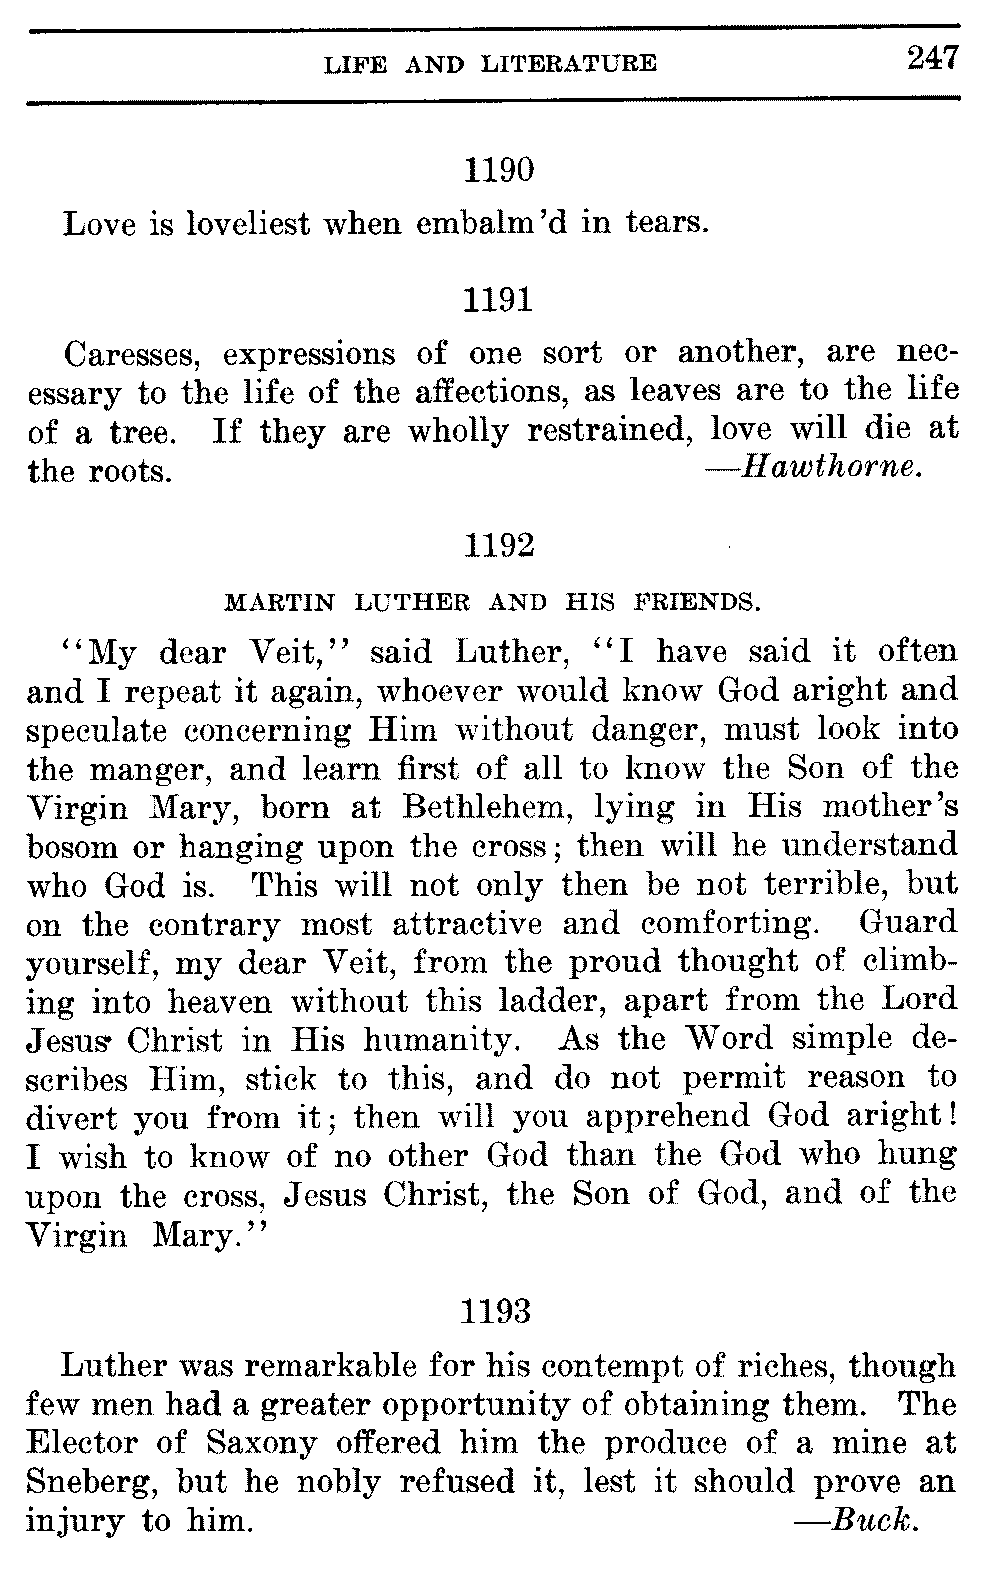 LIFE AND LITERATURE 247
1190
Love is loveliest when embalm'd in tears.
1191
Caresses, expressions of one sort or another, are nec-
essary to the life of the affections, as leaves are to the life
of a tree. If they are wholly restrained, love will die at
the roots. —Hawthorne.
1192
MARTIN LUTHER AND HIS FRIENDS.
"My dear Veit," said Luther, "I have said it often
and I repeat it again, whoever would know God aright and
speculate concerning Him without danger, must look into
the manger, and learn first of all to know the Son of the
Virgin Mary, born at Bethlehem, lying in His mother's
bosom or hanging upon the cross; then will he understand
who God is. This will not only then be not terrible, but
on the contrary most attractive and comforting. Guard
yourself, my dear Veit, from the proud thought of climb-
ing into heaven without this ladder, apart from the Lord
Jesus Christ in His humanity. As the Word simple de-
scribes Him, stick to this, and do not permit reason to
divert you from it; then will you apprehend God aright!
I wish to know of no other God than the God who hung
upon the cross, Jesus Christ, the Son of God, and of the
Virgin Mary."
1193
Luther was remarkable for his contempt of riches, though
few men had a greater opportunity of obtaining them. The
Elector of Saxony offered him the produce of a mine at
Sneberg, but he nobly refused it, lest it should prove an
injury to him. —Buck.